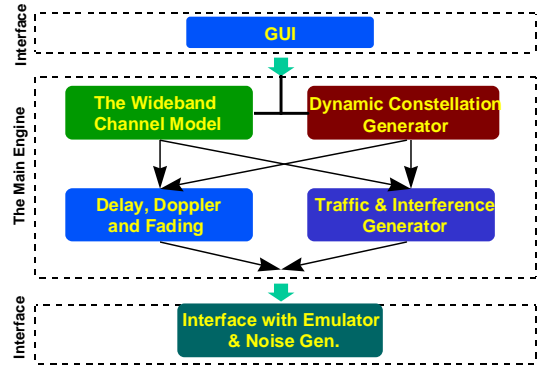 Interface
GUI
The Main Engine
The Wideband
Channel Model
Dynamic Constellation
Generator
Delay, Doppler
and Fading
Traffic & Interference
Generator
Interface
Interface with Emulator
& Noise Gen.